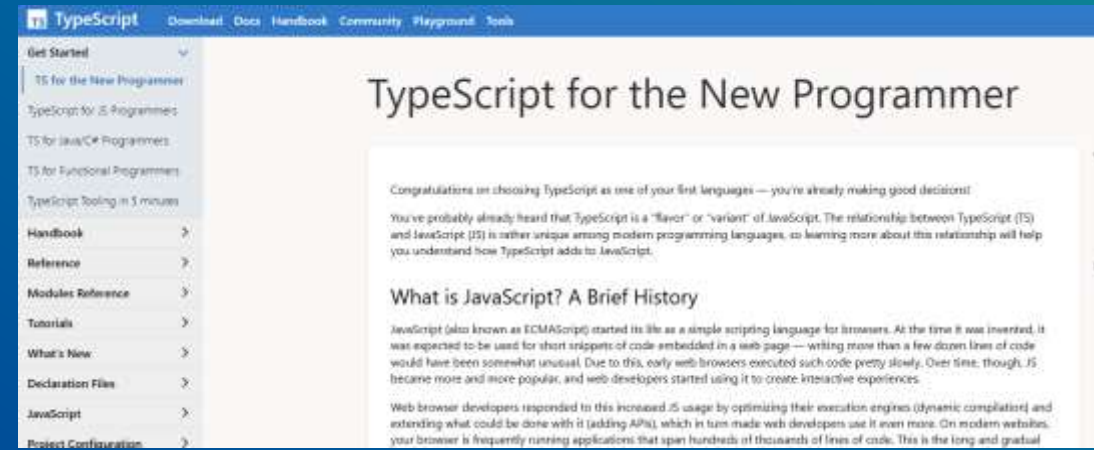 TS TypeScript Download Docs Handbook Community Playground Tools
Get Started
TS for the New Programmer
TypeScript for JS Programmers
TS for Java/C# Programmers
TS for Functional Programmers
TypeScript Tooling in 5 minutes
Handbook
Reference
Modules Reference
Tutorials
What's New
Declaration Files
JavaScript
Project Configuration
TypeScript for the New Programmer
Congratulations on choosing TypeScript as one of your first languages — you're already making good decisions!
You've probably already heard that TypeScript is a "flavor" or "variant" of JavaScript. The relationship between TypeScript (TS)
and JavaScript (JS) is rather unique among modern programming languages, so learning more about this relationship will help
you understand how TypeScript adds to JavaScript.
What is JavaScript? A Brief History
JavaScript (also known as ECMAScript) started its life as a simple scripting language for browsers. At the time it was invented, it
was expected to be used for short snippets of code embedded in a web page — writing more than a few dozen lines of code
would have been somewhat unusual. Due to this, early web browsers executed such code pretty slowly. Over time, though, JS
became more and more popular, and web developers started using it to create interactive experiences.
Web browser developers responded to this increased JS usage by optimizing their execution engines (dynamic compilation) and
extending what could be done with it (adding APIs), which in turn made web developers use it even more. On modern websites,
your browser is frequently running applications that span hundreds of thousands of lines of code. This is the long and gradual